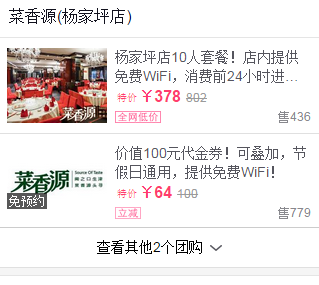 菜香源(杨家坪店)
菜香源
杨家坪店10人套餐！店内提供
免费WiFi，消费前24小时进…
特价 ￥378 802
全网低价 售436
菜香源
Source Of Taste
免预约
价值100元代金券！可叠加，节
假日通用，提供免费WiFi！
特价 ￥64 100
立减 售779
查看其他2个团购